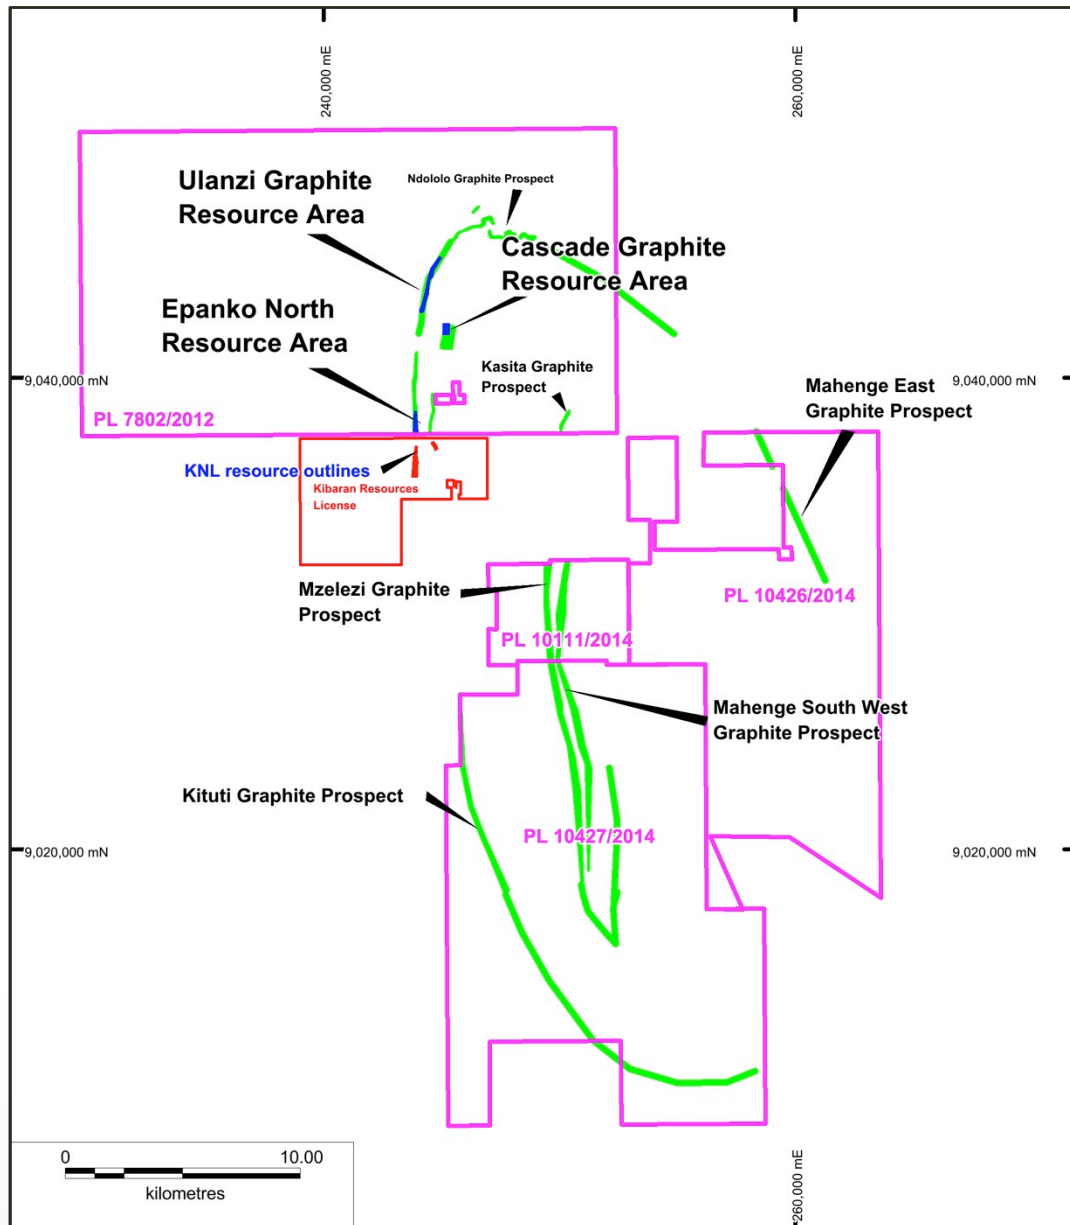 240,000 mE
260,000 mE
Ulanzi Graphite
Resource Area
Ndololo Graphite Prospect
Cascade Graphite
Resource Area
Epanko North
Resource Area
Kasita Graphite
Prospect
9,040,000 mN
9,040,000 mN
Mahenge East
Graphite Prospect
PL 7802/2012
KNL resource outlines
Kibaran Resources
License
Mzelezi Graphite
Prospect
PL 10426/2014
PL 10111/2014
Mahenge South West
Graphite Prospect
Kituti Graphite Prospect
PL 10427/2014
9,020,000 mN
9,020,000 mN
0
10.00
kilometres
260,000 mE